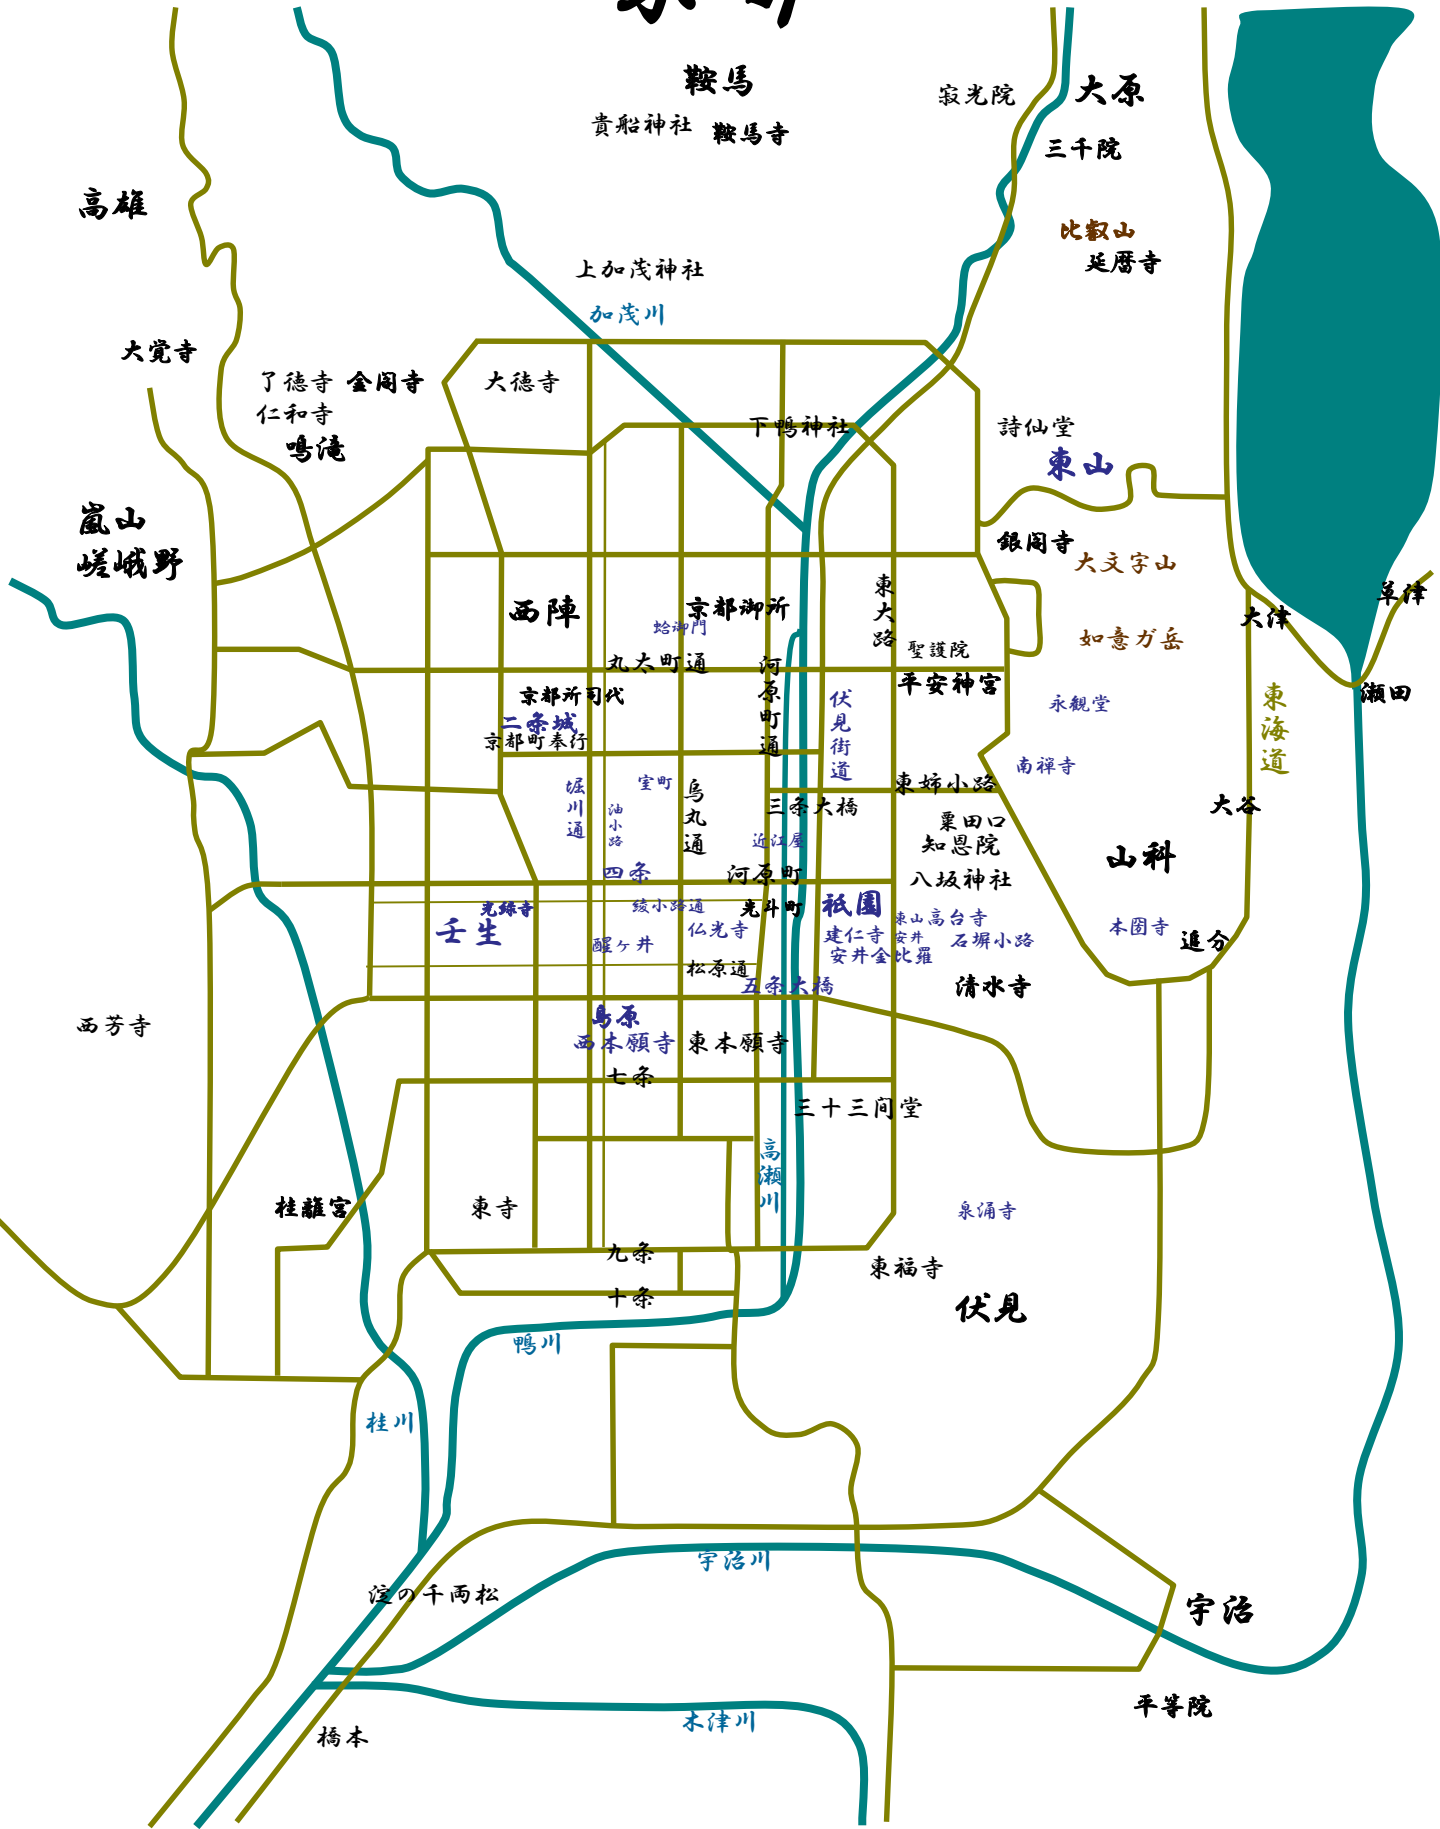 京都
鞍馬
寂光院
大原
貴船神社
鞍馬寺
三千院
高雄
比叡山
延暦寺
上加茂神社
加茂川
大覚寺
了徳寺
金閣寺
大徳寺
仁和寺
鳴滝
下鴨神社
詩仙堂
東山
嵐山
嵯峨野
銀閣寺
大文字山
西陣
京都御所
蛤御門
東大路
草津
大津
如意ガ岳
聖護院
丸太町通
河原町通
平安神宮
京都所司代
二条城
京都町奉行
伏見街道
永観堂
東海道
瀬田
南禅寺
堀川通
油小路
室町
烏丸通
東姉小路
三条大橋
大谷
粟田口
近江屋
知恩院
山科
四条
河原町
八坂神社
光縁寺
壬生
綾小路通
光斗町
祇園
東山
高台寺
醒ヶ井
仏光寺
建仁寺
安井
石塀小路
安井金比羅
本圀寺
追分
松原通
五条大橋
清水寺
西芳寺
島原
西本願寺
東本願寺
七条
三十三间堂
高瀬川
桂離宮
東寺
泉涌寺
九条
東福寺
十条
伏見
鴨川
桂川
宇治川
淀の千両松
宇治
平等院
木津川
橋本